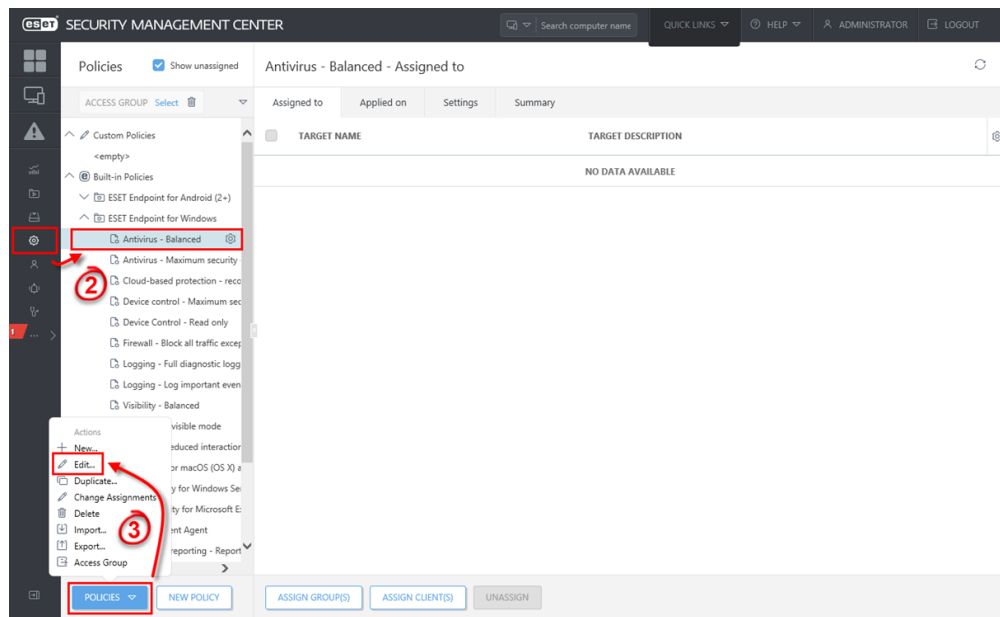 eset SECURITY MANAGEMENT CENTER
Search computer name
QUICK LINKS
HELP
ADMINISTRATOR
LOGOUT
Policies
Show unassigned
ACCESS GROUP Select
Custom Policies
<empty>
Built-in Policies
ESET Endpoint for Android (2+)
ESET Endpoint for Windows
Antivirus - Balanced
Antivirus - Maximum security -
Cloud-based protection - reco
Device control - Maximum sec
Device Control - Read only
Firewall - Block all traffic excep
Logging - Full diagnostic logg
Logging - Log important even
Visibility - Balanced
visible mode
educed interaction
or macOS (OS X) a
y for Windows Se
ity for Microsoft E
ent Agent
reporting - Report
2
Actions
New...
Edit...
Duplicate...
Change Assignments
Delete
Import...
Export...
Access Group
3
POLICIES
NEW POLICY
Antivirus - Balanced - Assigned to
Assigned to
Applied on
Settings
Summary
TARGET NAME
TARGET DESCRIPTION
NO DATA AVAILABLE
ASSIGN GROUP(S)
ASSIGN CLIENT(S)
UNASSIGN